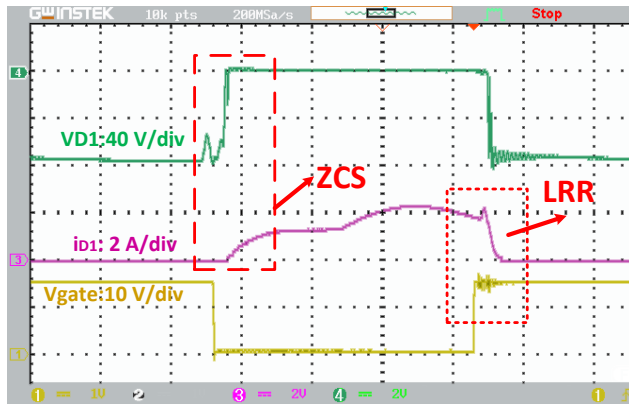 GWINSTEK 10k pts 200MSa/s Stop
4
VD1:40 V/div
ZCS
LRR
iD1: 2 A/div
3
Vgate:10 V/div
1
1 1V 2 3 2V 4 2V 1